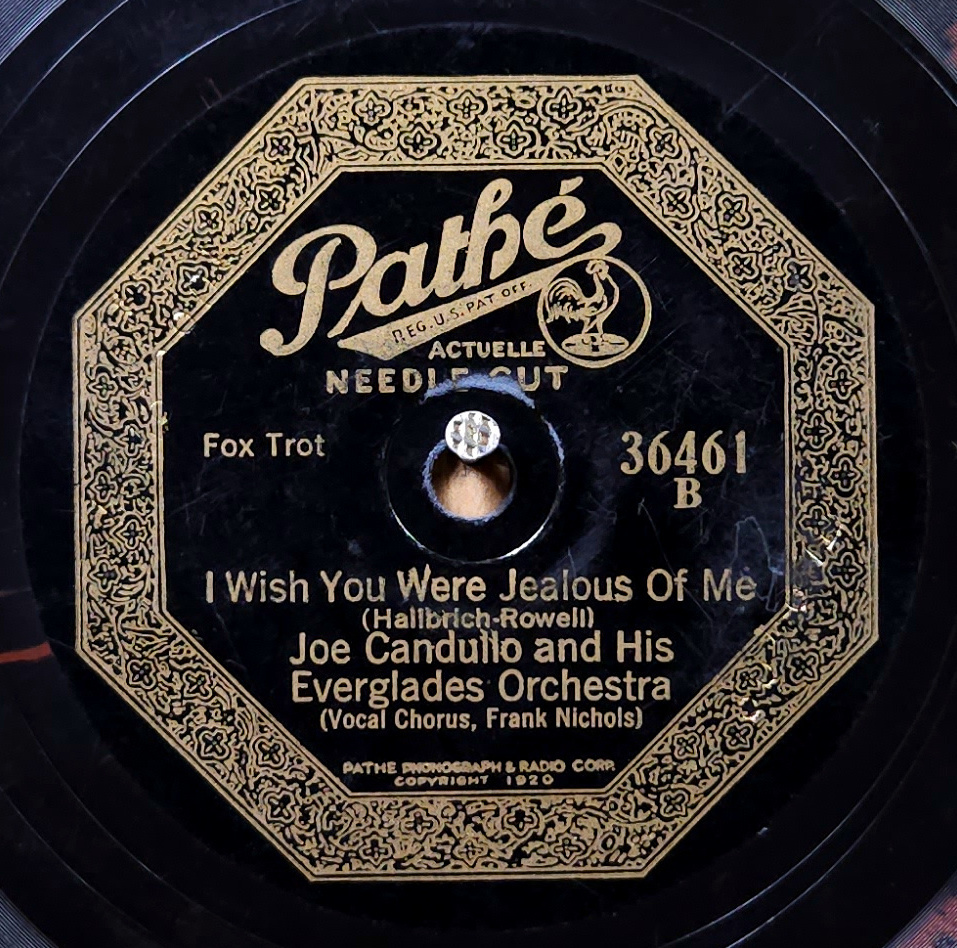 Pathé
REG. U.S. PAT. OFF.
ACTUELLE
NEEDLE CUT
Fox Trot
36461
B
I Wish You Were Jealous Of Me
(Hallbrich-Rowell)
Joe Candullo and His
Everglades Orchestra
(Vocal Chorus, Frank Nichols)
PATHE PHONOGRAPH & RADIO CORP.
COPYRIGHT 1920